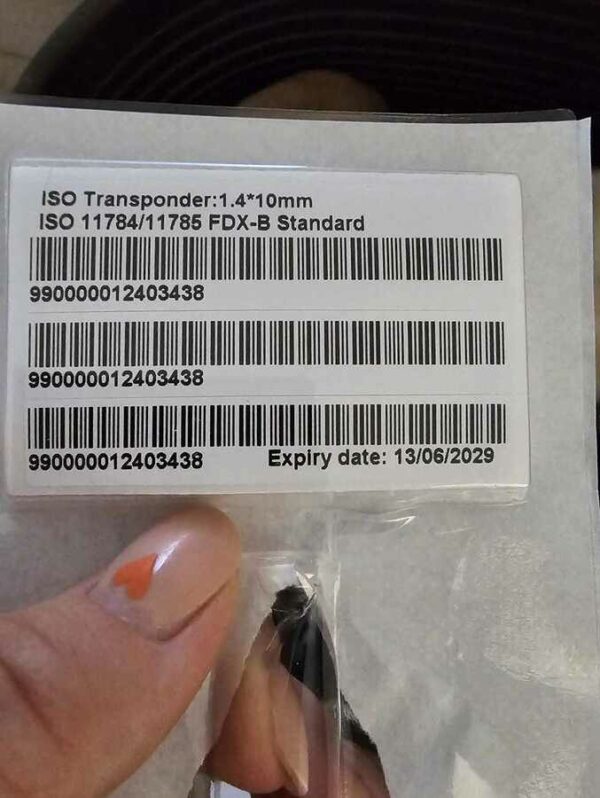 ISO Transponder:1.4*10mm
ISO 11784/11785 FDX-B Standard
990000012403438
990000012403438
990000012403438 Expiry date: 13/06/2029